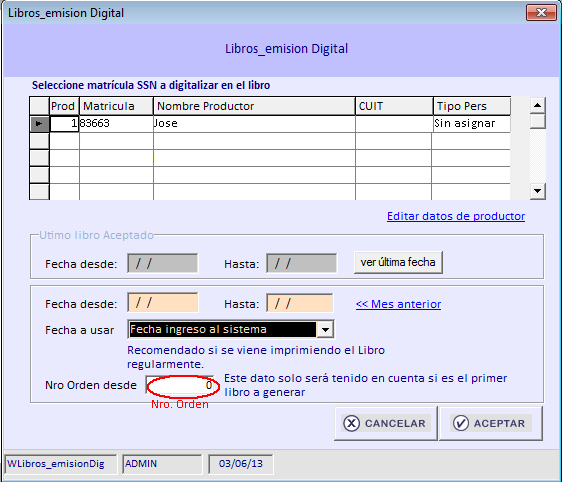 Libros_emision Digital
Libros_emision Digital
Seleccione matrícula SSN a digitalizar en el libro
Prod Matricula Nombre Productor CUIT Tipo Pers
1 83663 Jose Sin asignar
Editar datos de productor
Utimo libro Aceptado
Fecha desde: / / Hasta: / / ver última fecha
Fecha desde: / / Hasta: / / << Mes anterior
Fecha a usar Fecha ingreso al sistema
Recomendado si se viene imprimiendo el Libro
regularmente.
Nro Orden desde 0 Este dato solo será tenido en cuenta si es el primer
libro a generar
Nro. Orden
CANCELAR ACEPTAR
WLibros_emisionDig ADMIN 03/06/13